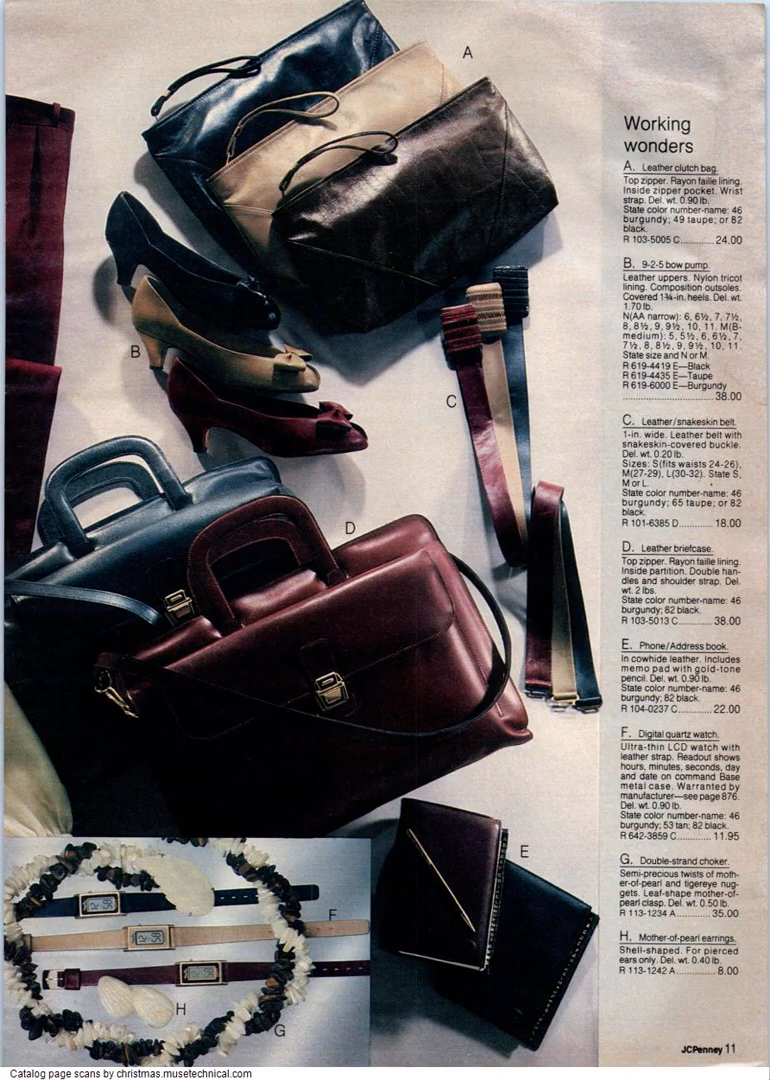 A
B
C
D
E
F
H
G
Working
wonders
A. Leather clutch bag.
Top zipper. Rayon faille lining.
Inside zipper pocket. Wrist
strap. Del. wt. 0.90 lb.
State color number-name: 46
burgundy; 49 taupe; or 82
black.
R 103-5005 C............. 24.00
B. 9-2-5 bow pump.
Leather uppers. Nylon tricot
lining. Composition outsoles.
Covered 1¾-in. heels. Del. wt.
1.70 lb.
N(AA narrow): 6, 6½, 7, 7½,
8, 8½, 9, 9½, 10, 11. M(B-
medium): 5, 5½, 6, 6½, 7,
7½, 8, 8½, 9, 9½, 10, 11.
State size and N or M.
R 619-4419 E—Black
R 619-4435 E—Taupe
R 619-6000 E—Burgundy
................................ 38.00
C. Leather/snakeskin belt.
1-in. wide. Leather belt with
snakeskin-covered buckle.
Del. wt. 0.20 lb.
Sizes: S(fits waists 24-26),
M(27-29), L(30-32). State S,
M or L.
State color number-name: 46
burgundy; 65 taupe; or 82
black.
R 101-6385 D............. 18.00
D. Leather briefcase.
Top zipper. Rayon faille lining.
Inside partition. Double han-
dles and shoulder strap. Del.
wt. 2 lbs.
State color number-name: 46
burgundy; 82 black.
R 103-5013 C............. 38.00
E. Phone/Address book.
In cowhide leather. Includes
memo pad with gold-tone
pencil. Del. wt. 0.90 lb.
State color number-name: 46
burgundy; 82 black.
R 104-0237 C............. 22.00
F. Digital quartz watch.
Ultra-thin LCD watch with
leather strap. Readout shows
hours, minutes, seconds, day
and date on command Base
metal case. Warranted by
manufacturer—see page 876.
Del. wt. 0.90 lb.
State color number-name: 46
burgundy; 53 tan; 82 black.
R 642-3859 C............. 11.95
G. Double-strand choker.
Semi-precious twists of moth-
er-of-pearl and tigereye nug-
gets. Leaf-shape mother-of-
pearl clasp. Del. wt. 0.50 lb.
R 113-1234 A............. 35.00
H. Mother-of-pearl earrings.
Shell-shaped. For pierced
ears only. Del. wt. 0.40 lb.
R 113-1242 A............. 8.00
JCPenney 11
Catalog page scans by christmas.musetechnical.com